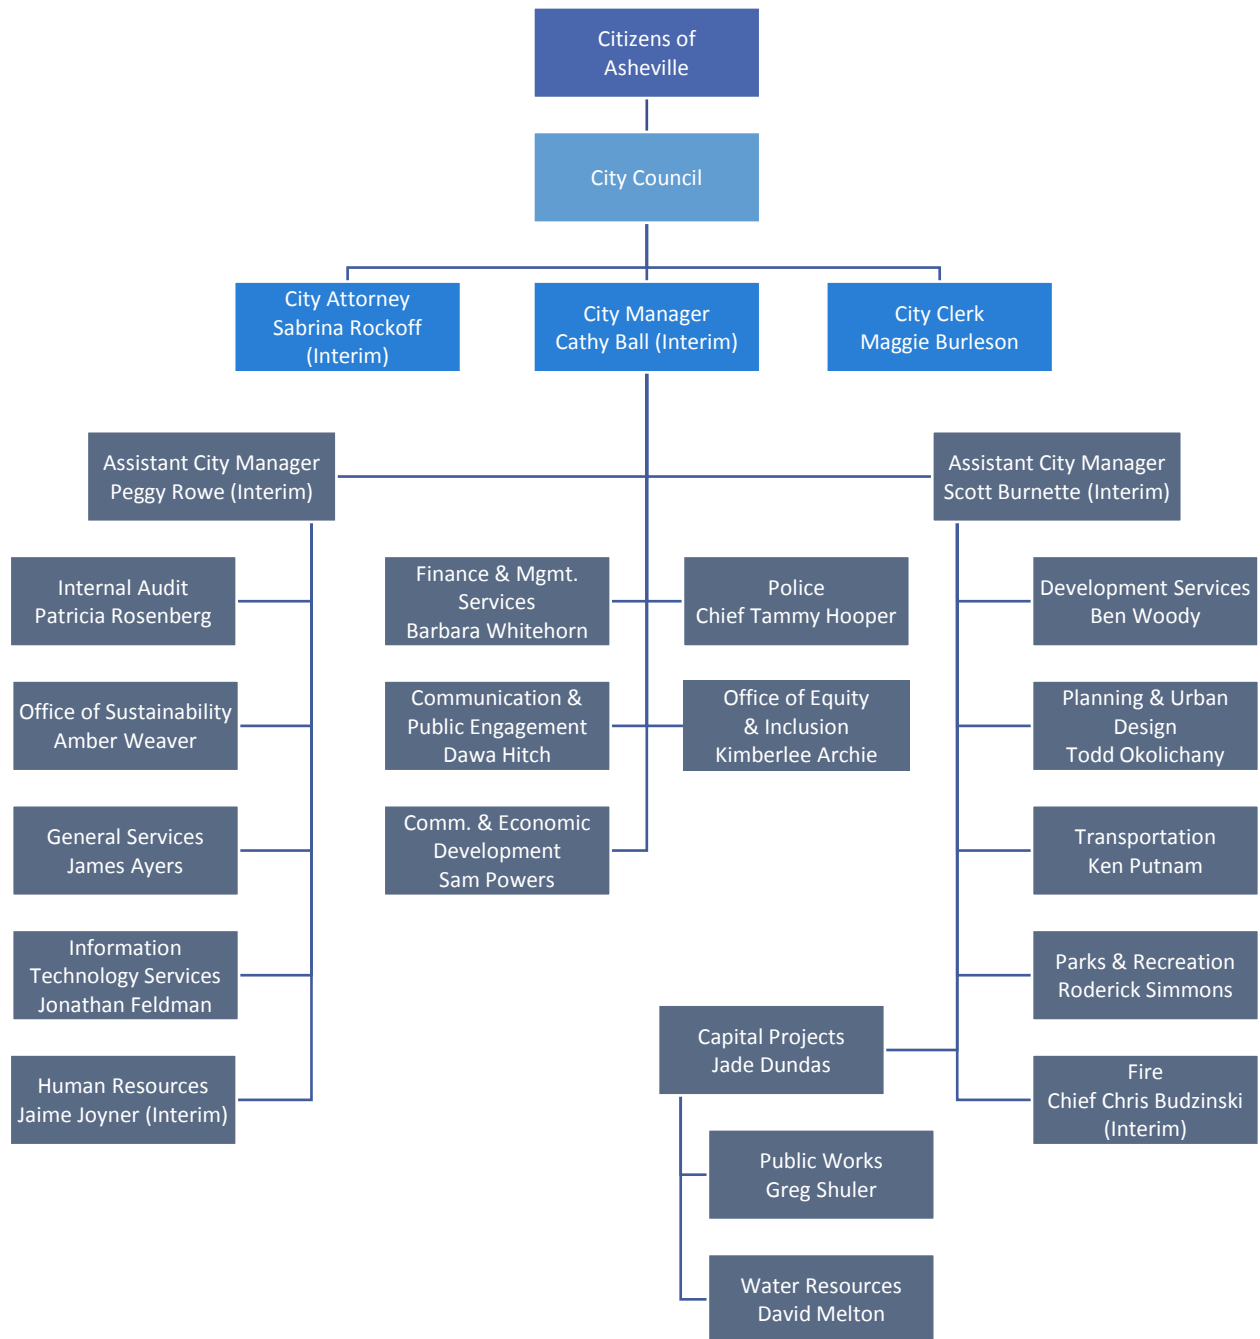 Citizens of
Asheville
City Council
City Attorney
Sabrina Rockoff
(Interim)
City Manager
Cathy Ball (Interim)
City Clerk
Maggie Burleson
Assistant City Manager
Peggy Rowe (Interim)
Assistant City Manager
Scott Burnette (Interim)
Internal Audit
Patricia Rosenberg
Finance & Mgmt.
Services
Barbara Whitehorn
Police
Chief Tammy Hooper
Development Services
Ben Woody
Office of Sustainability
Amber Weaver
Communication &
Public Engagement
Dawa Hitch
Office of Equity
& Inclusion
Kimberlee Archie
Planning & Urban
Design
Todd Okolichany
General Services
James Ayers
Comm. & Economic
Development
Sam Powers
Transportation
Ken Putnam
Information
Technology Services
Jonathan Feldman
Parks & Recreation
Roderick Simmons
Capital Projects
Jade Dundas
Human Resources
Jaime Joyner (Interim)
Fire
Chief Chris Budzinski
(Interim)
Public Works
Greg Shuler
Water Resources
David Melton